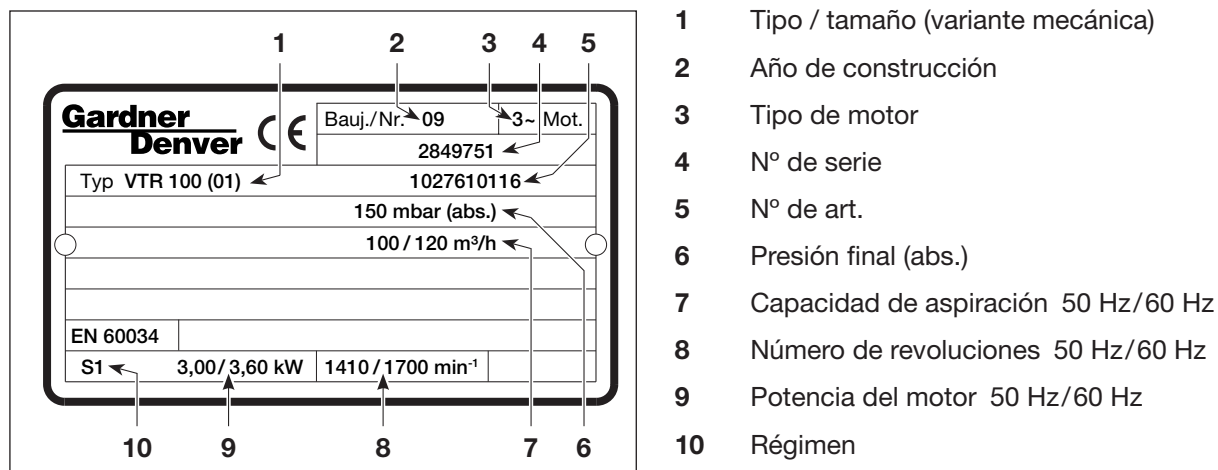 1 2 3 4 5
Gardner
Denver
CE
Bauj./Nr. 09 3~ Mot.
2849751
Typ VTR 100 (01) 1027610116
150 mbar (abs.)
100 / 120 m³/h
EN 60034
S1 3,00/3,60 kW 1410/1700 min⁻¹
10 9 8 7 6
1 Tipo / tamaño (variante mecánica)
2 Año de construcción
3 Tipo de motor
4 Nº de serie
5 Nº de art.
6 Presión final (abs.)
7 Capacidad de aspiración 50 Hz/60 Hz
8 Número de revoluciones 50 Hz/60 Hz
9 Potencia del motor 50 Hz/60 Hz
10 Régimen